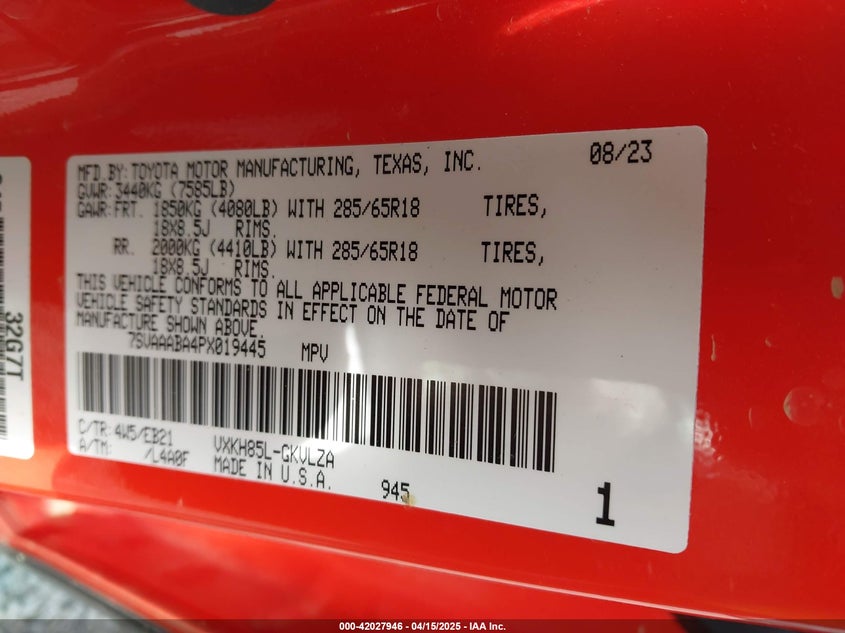 MFD.BY:TOYOTA MOTOR MANUFACTURING, TEXAS, INC. 08/23
GVWR:3440KG (7585LB)
GAWR:FRT. 1850KG (4080LB) WITH 285/65R18 TIRES,
18X8.5J RIMS.
RR. 2000KG (4410LB) WITH 285/65R18 TIRES,
18X8.5J RIMS.
THIS VEHICLE CONFORMS TO ALL APPLICABLE FEDERAL MOTOR
VEHICLE SAFETY STANDARDS IN EFFECT ON THE DATE OF
MANUFACTURE SHOWN ABOVE.
7SVAAABA4PX019445 MPV
C/TR:4W5/EB21 VXKH85L-GKVLZA
A/TM: /L4A0F MADE IN U.S.A.
945
1
32G7T
000-42027946 - 04/15/2025 - IAA Inc.